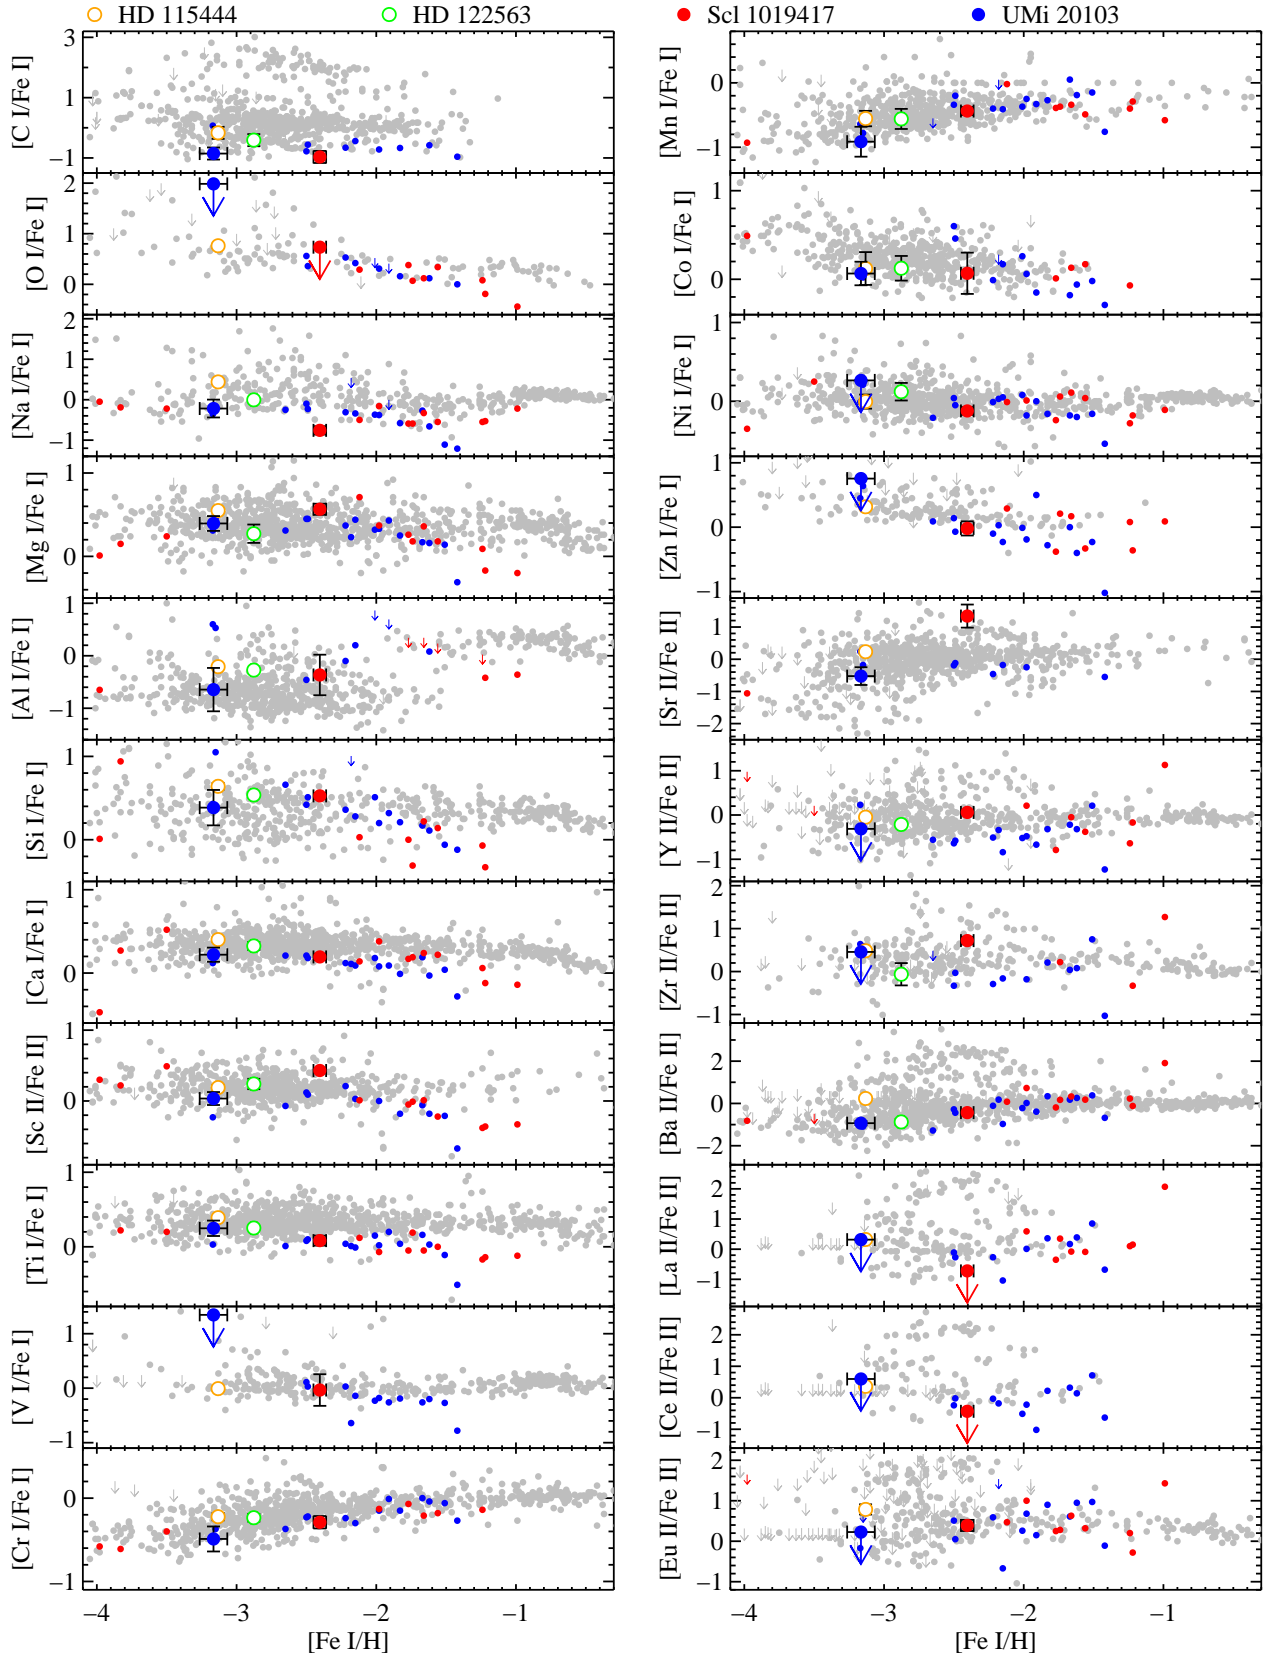 HD 115444 HD 122563 Scl 1019417 UMi 20103
[C I/Fe I] 3 1 −1
[O I/Fe I] 2 1 0
[Na I/Fe I] 2 1 0 −1
[Mg I/Fe I] 1 0
[Al I/Fe I] 1 0 −1
[Si I/Fe I] 1 0
[Ca I/Fe I] 1 0
[Sc II/Fe II] 1 0
[Ti I/Fe I] 1 0
[V I/Fe I] 1 0 −1
[Cr I/Fe I] 0 −1
−4 −3 −2 −1
[Fe I/H]
[Mn I/Fe I] 0 −1
[Co I/Fe I] 1 0
[Ni I/Fe I] 1 0
[Zn I/Fe I] 1 0 −1
[Sr II/Fe II] 1 0 −1 −2
[Y II/Fe II] 1 0 −1
[Zr II/Fe II] 2 1 0 −1
[Ba II/Fe II] 2 0 −2
[La II/Fe II] 2 1 0 −1
[Ce II/Fe II] 2 1 0 −1
[Eu II/Fe II] 2 1 0 −1
−4 −3 −2 −1
[Fe I/H]